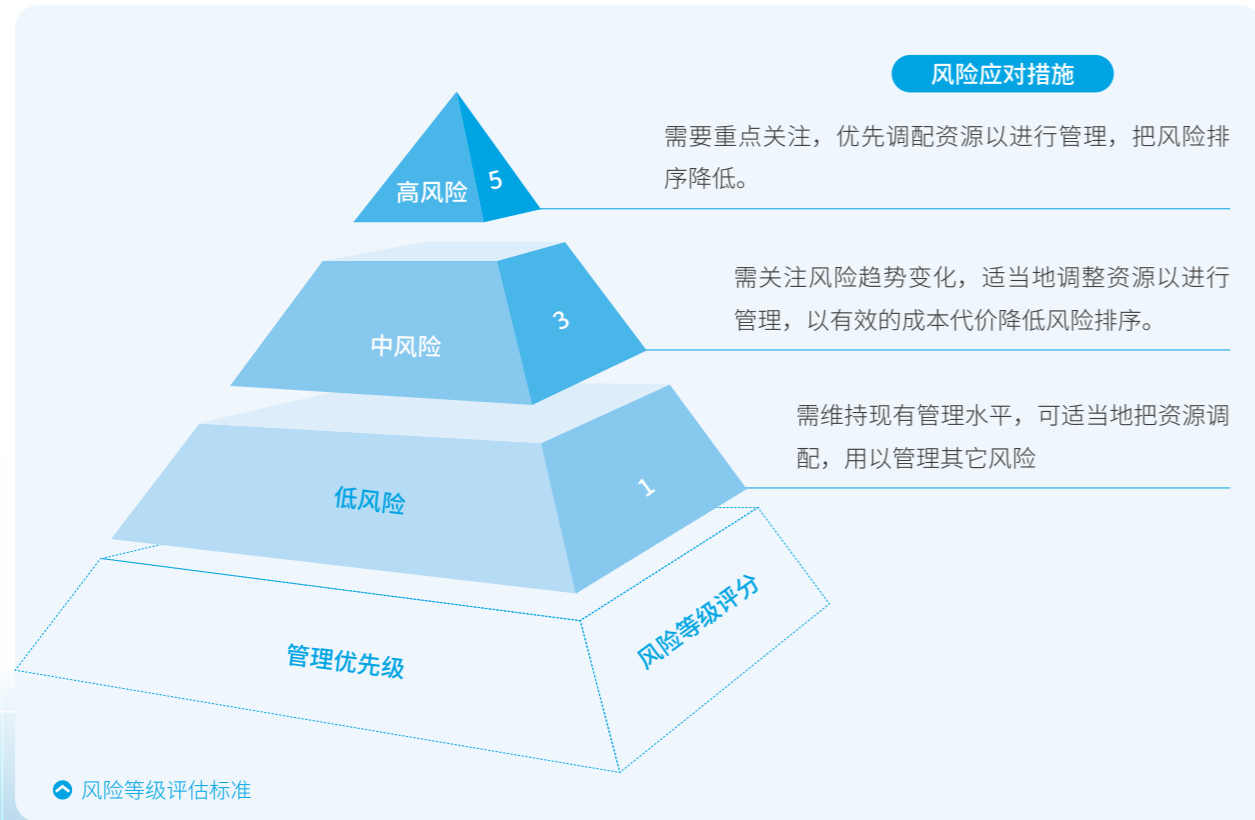 风险应对措施
需要重点关注，优先调配资源以进行管理，把风险排
序降低。
高风险
5
需关注风险趋势变化，适当地调整资源以进行
管理，以有效的成本代价降低风险排序。
中风险
3
需维持现有管理水平，可适当地把资源调
配，用以管理其它风险
低风险
1
管理优先级
风险等级评分
风险等级评估标准